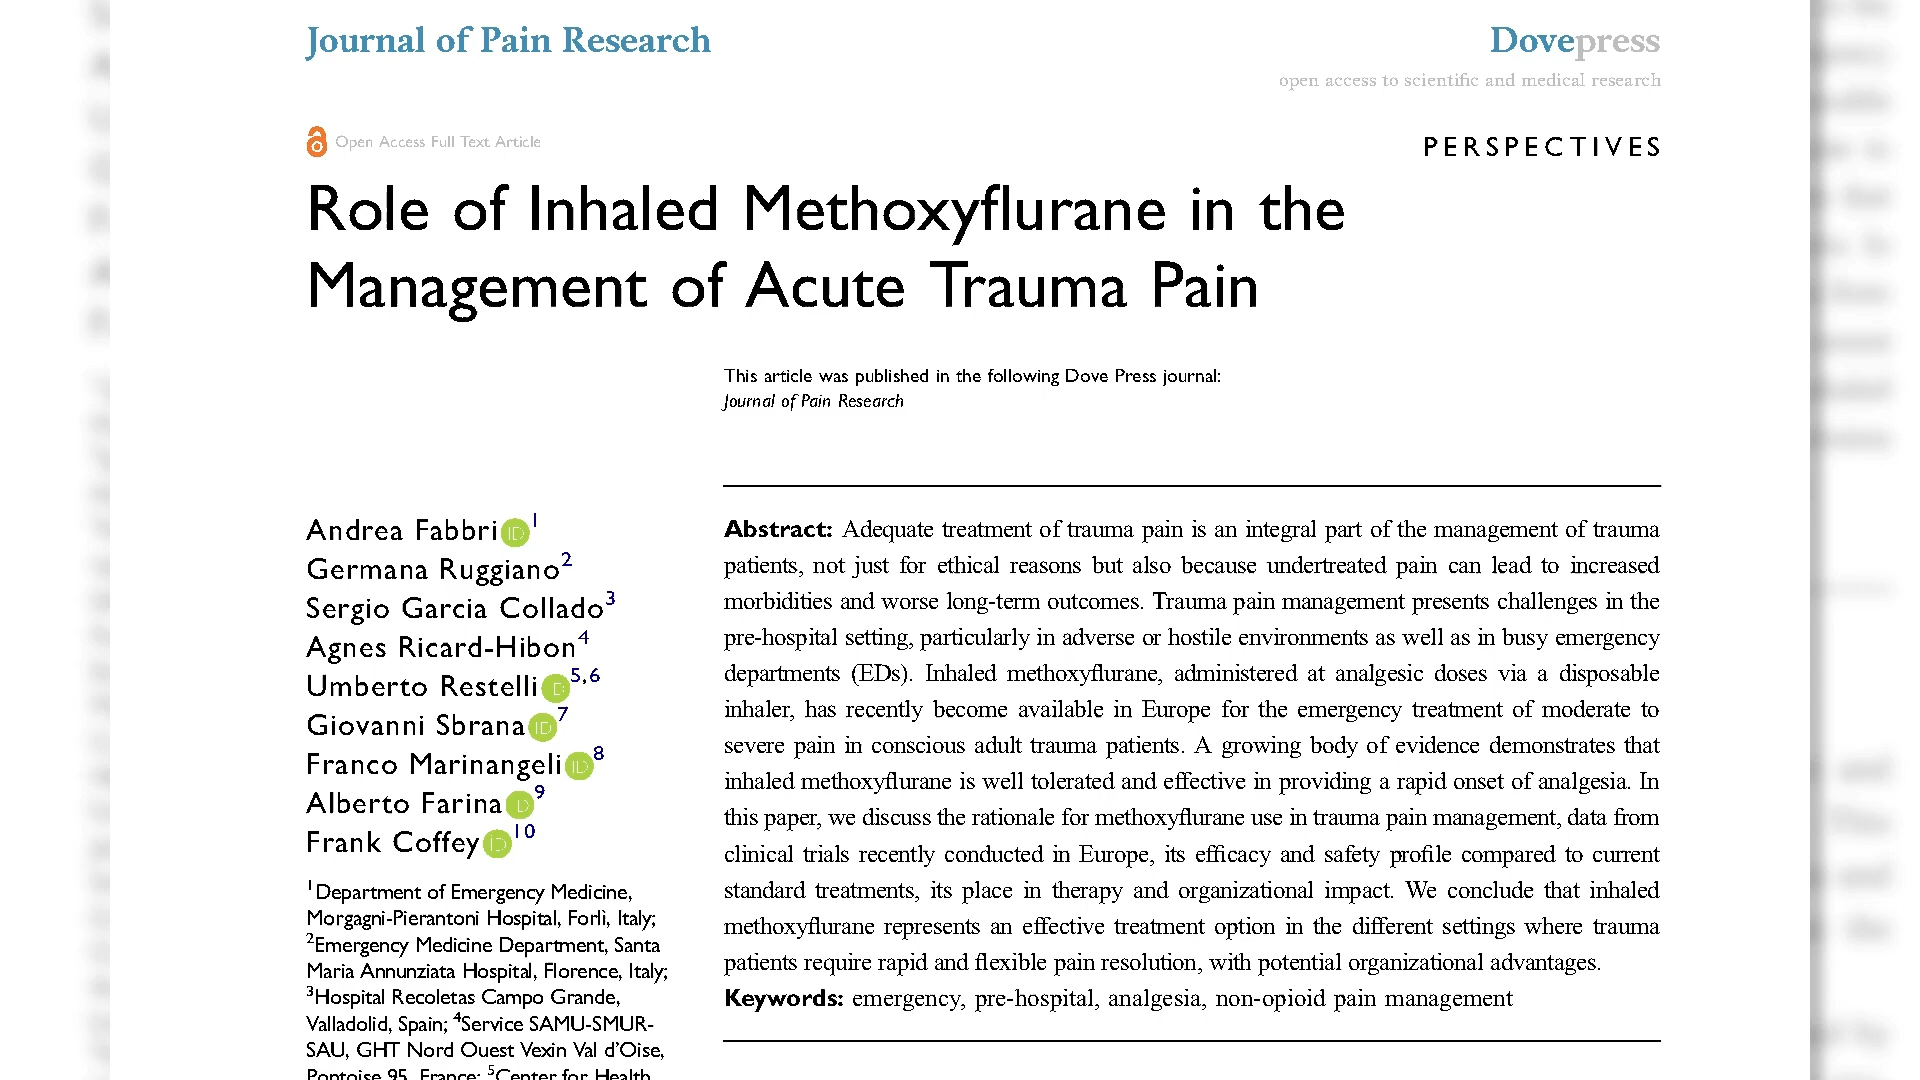 Journal of Pain Research
Dovepress
open access to scientific and medical research
Open Access Full Text Article
PERSPECTIVES
Role of Inhaled Methoxyflurane in the
Management of Acute Trauma Pain
This article was published in the following Dove Press journal:
Journal of Pain Research
Andrea Fabbri 1
Germana Ruggiano2
Sergio Garcia Collado3
Agnes Ricard-Hibon4
Umberto Restelli 5,6
Giovanni Sbrana 7
Franco Marinangeli 8
Alberto Farina 9
Frank Coffey 10
1Department of Emergency Medicine,
Morgagni-Pierantoni Hospital, Forlì, Italy;
2Emergency Medicine Department, Santa
Maria Annunziata Hospital, Florence, Italy;
3Hospital Recoletas Campo Grande,
Valladolid, Spain; 4Service SAMU-SMUR-
SAU, GHT Nord Ouest Vexin Val d'Oise,
Pontoise 95, France; 5Center for Health
Abstract: Adequate treatment of trauma pain is an integral part of the management of trauma
patients, not just for ethical reasons but also because undertreated pain can lead to increased
morbidities and worse long-term outcomes. Trauma pain management presents challenges in the
pre-hospital setting, particularly in adverse or hostile environments as well as in busy emergency
departments (EDs). Inhaled methoxyflurane, administered at analgesic doses via a disposable
inhaler, has recently become available in Europe for the emergency treatment of moderate to
severe pain in conscious adult trauma patients. A growing body of evidence demonstrates that
inhaled methoxyflurane is well tolerated and effective in providing a rapid onset of analgesia. In
this paper, we discuss the rationale for methoxyflurane use in trauma pain management, data from
clinical trials recently conducted in Europe, its efficacy and safety profile compared to current
standard treatments, its place in therapy and organizational impact. We conclude that inhaled
methoxyflurane represents an effective treatment option in the different settings where trauma
patients require rapid and flexible pain resolution, with potential organizational advantages.
Keywords: emergency, pre-hospital, analgesia, non-opioid pain management